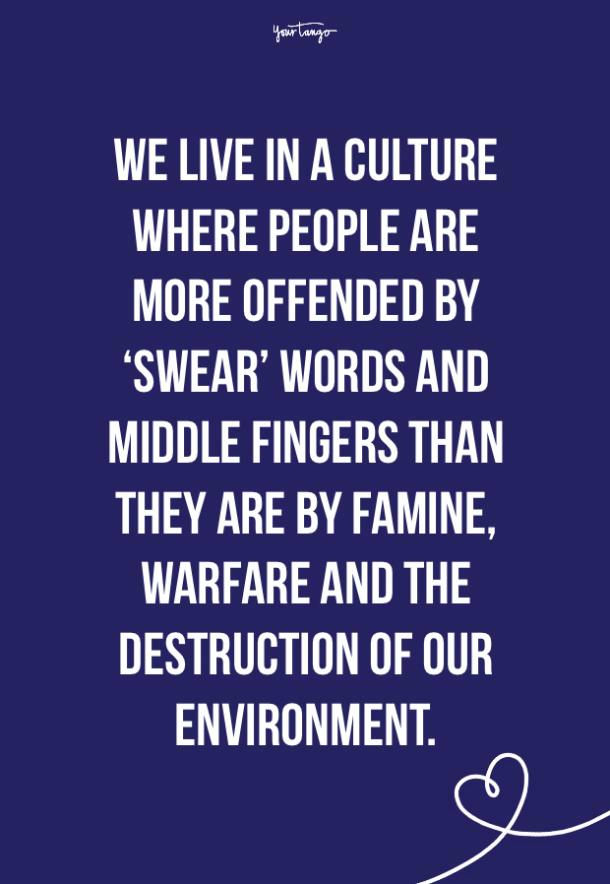 yourtango
WE LIVE IN A CULTURE
WHERE PEOPLE ARE
MORE OFFENDED BY
‘SWEAR’ WORDS AND
MIDDLE FINGERS THAN
THEY ARE BY FAMINE,
WARFARE AND THE
DESTRUCTION OF OUR
ENVIRONMENT.